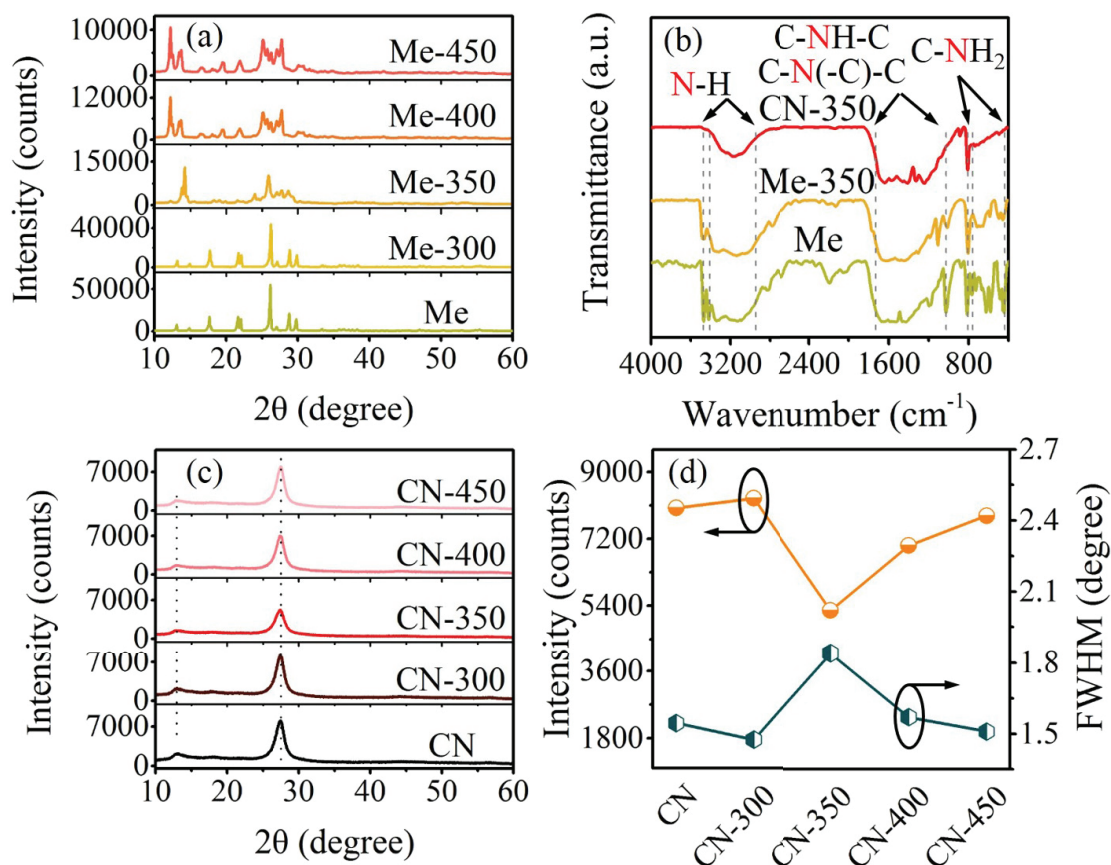 (a)
Me-450
Me-400
Me-350
Me-300
Me
10000
0
12000
0
15000
0
40000
0
50000
0
10 20 30 40 50 60
Intensity (counts)
2θ (degree)
(b)
C-NH-C
C-N(-C)-C
C-NH2
N-H
CN-350
Me-350
Me
Transmittance (a.u.)
4000 3200 2400 1600 800
Wavenumber (cm-1)
(c)
CN-450
CN-400
CN-350
CN-300
CN
7000
0
7000
0
7000
0
7000
0
7000
0
10 20 30 40 50 60
Intensity (counts)
2θ (degree)
(d)
9000
7200
5400
3600
1800
Intensity (counts)
2.7
2.4
2.1
1.8
1.5
FWHM (degree)
CN CN-300 CN-350 CN-400 CN-450